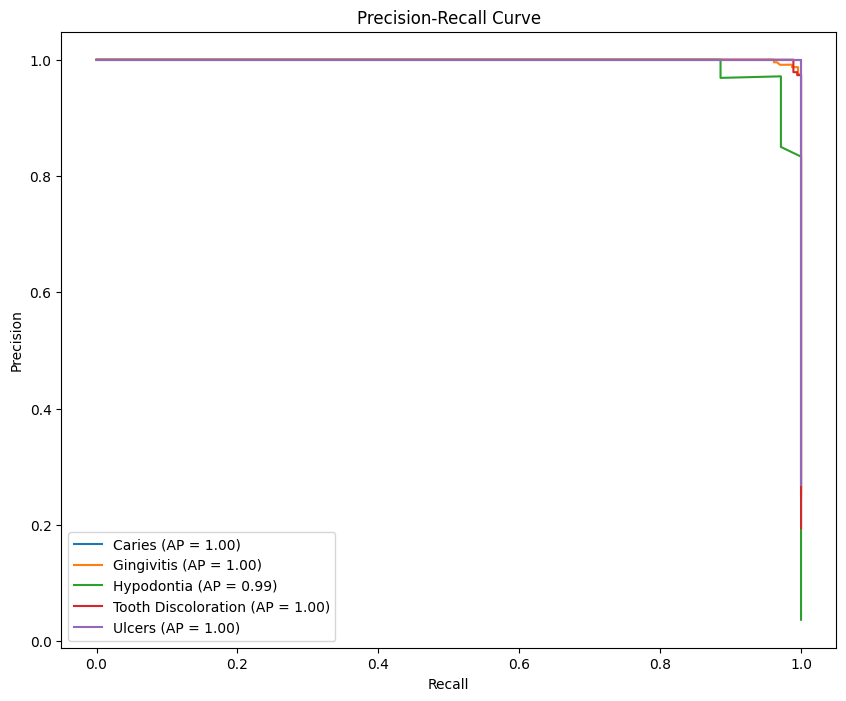 Precision-Recall Curve
1.0
0.8
0.6
0.4
0.2
0.0
Precision
Caries (AP = 1.00)
Gingivitis (AP = 1.00)
Hypodontia (AP = 0.99)
Tooth Discoloration (AP = 1.00)
Ulcers (AP = 1.00)
0.0 0.2 0.4 0.6 0.8 1.0
Recall